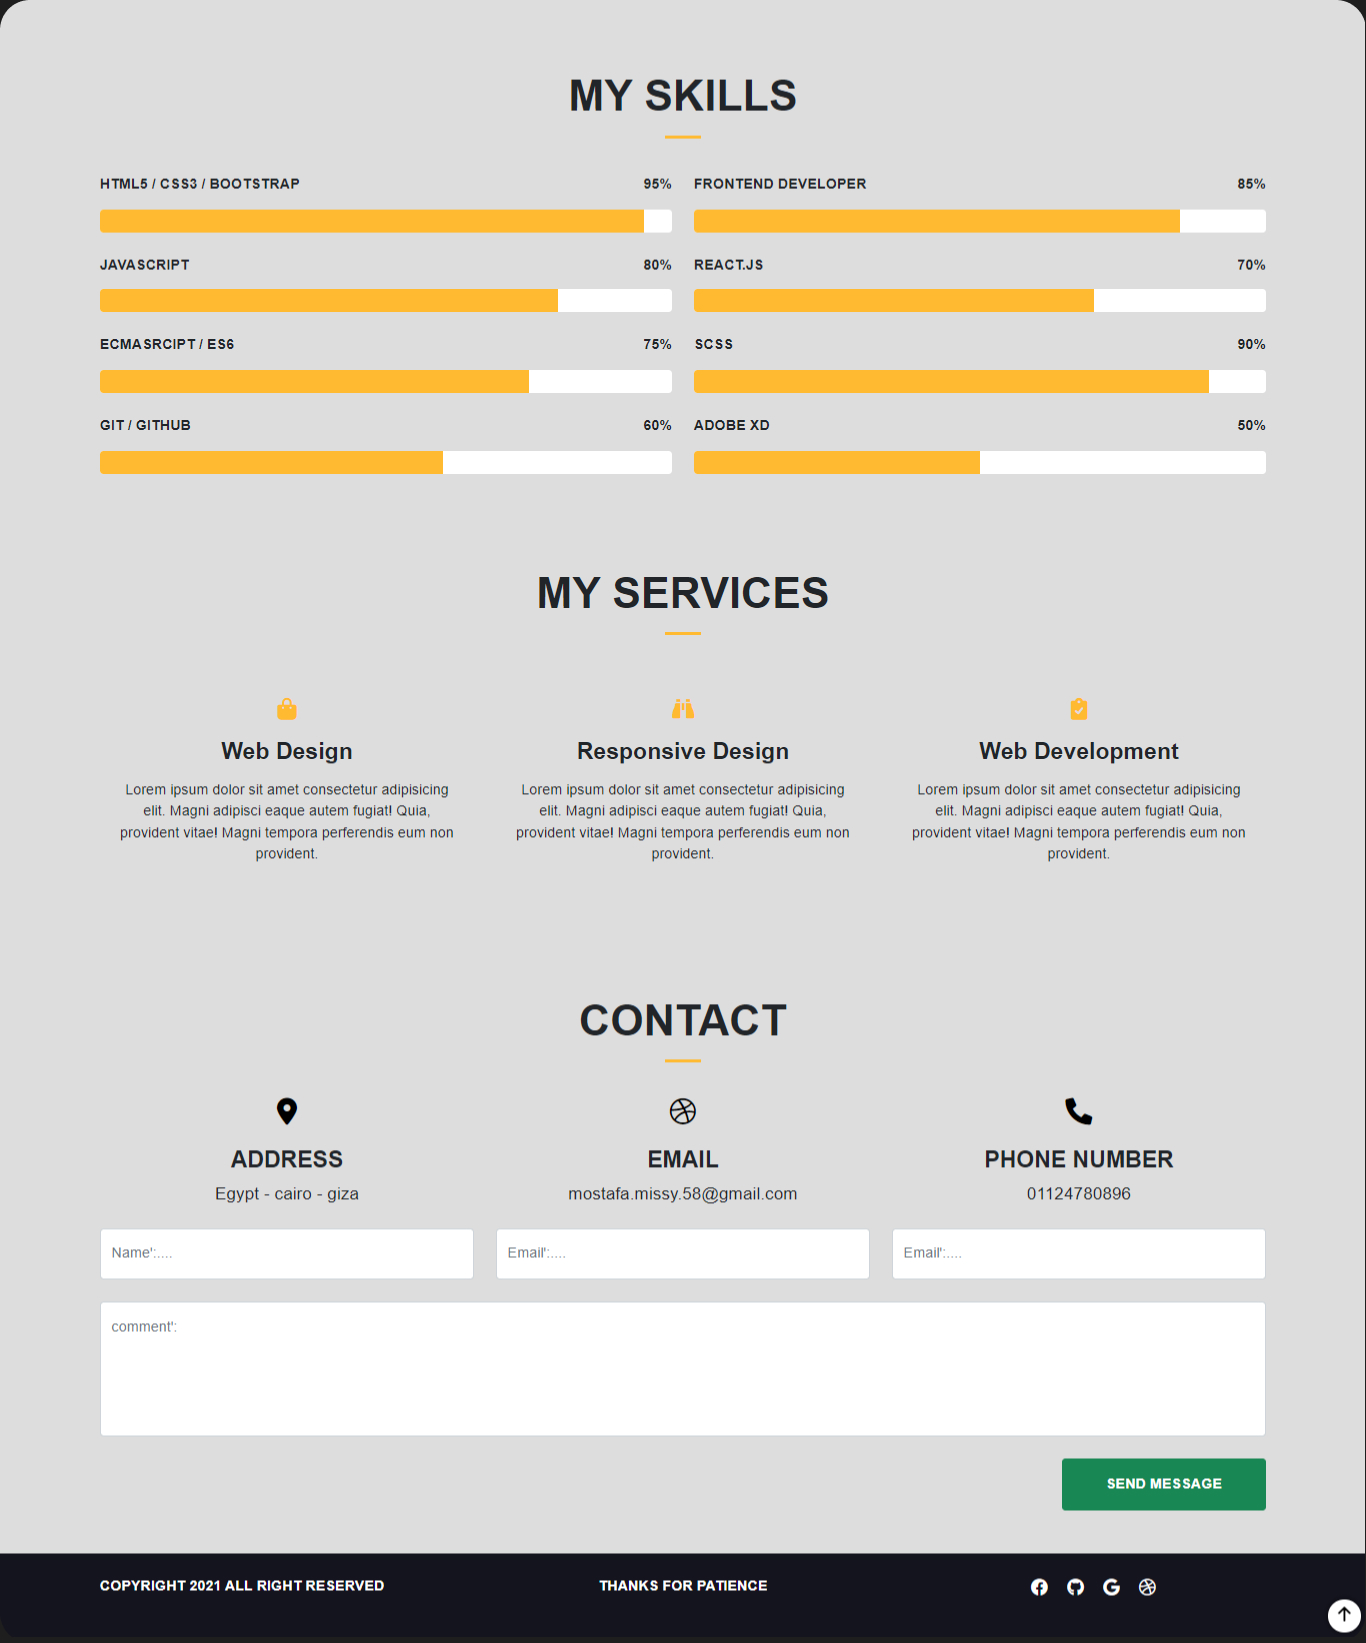 MY SKILLS
HTML5 / CSS3 / BOOTSTRAP 95%
FRONTEND DEVELOPER 85%
JAVASCRIPT 80%
REACT.JS 70%
ECMASRCIPT / ES6 75%
SCSS 90%
GIT / GITHUB 60%
ADOBE XD 50%
MY SERVICES
Web Design
Lorem ipsum dolor sit amet consectetur adipisicing
elit. Magni adipisci eaque autem fugiat! Quia,
provident vitae! Magni tempora perferendis eum non
provident.
Responsive Design
Lorem ipsum dolor sit amet consectetur adipisicing
elit. Magni adipisci eaque autem fugiat! Quia,
provident vitae! Magni tempora perferendis eum non
provident.
Web Development
Lorem ipsum dolor sit amet consectetur adipisicing
elit. Magni adipisci eaque autem fugiat! Quia,
provident vitae! Magni tempora perferendis eum non
provident.
CONTACT
ADDRESS
Egypt - cairo - giza
EMAIL
mostafa.missy.58@gmail.com
PHONE NUMBER
01124780896
Name':....
Email':....
Email':....
comment':
SEND MESSAGE
COPYRIGHT 2021 ALL RIGHT RESERVED
THANKS FOR PATIENCE